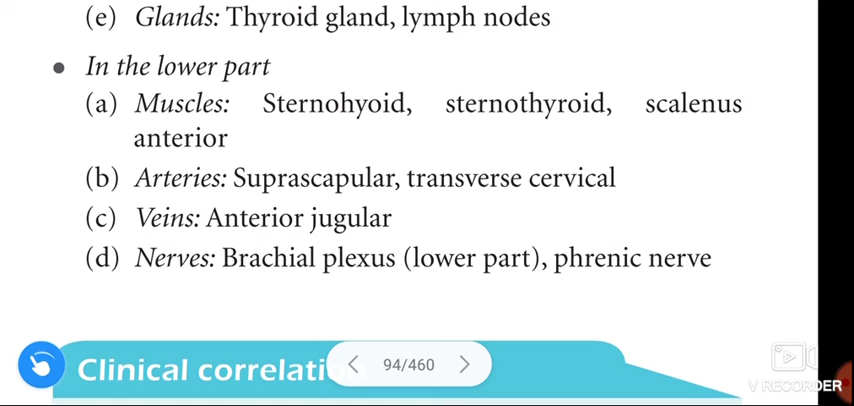 (e) Glands: Thyroid gland, lymph nodes
• In the lower part
(a) Muscles: Sternohyoid, sternothyroid, scalenus
anterior
(b) Arteries: Suprascapular, transverse cervical
(c) Veins: Anterior jugular
(d) Nerves: Brachial plexus (lower part), phrenic nerve
Clinical correlati
94/460
V RECORDER